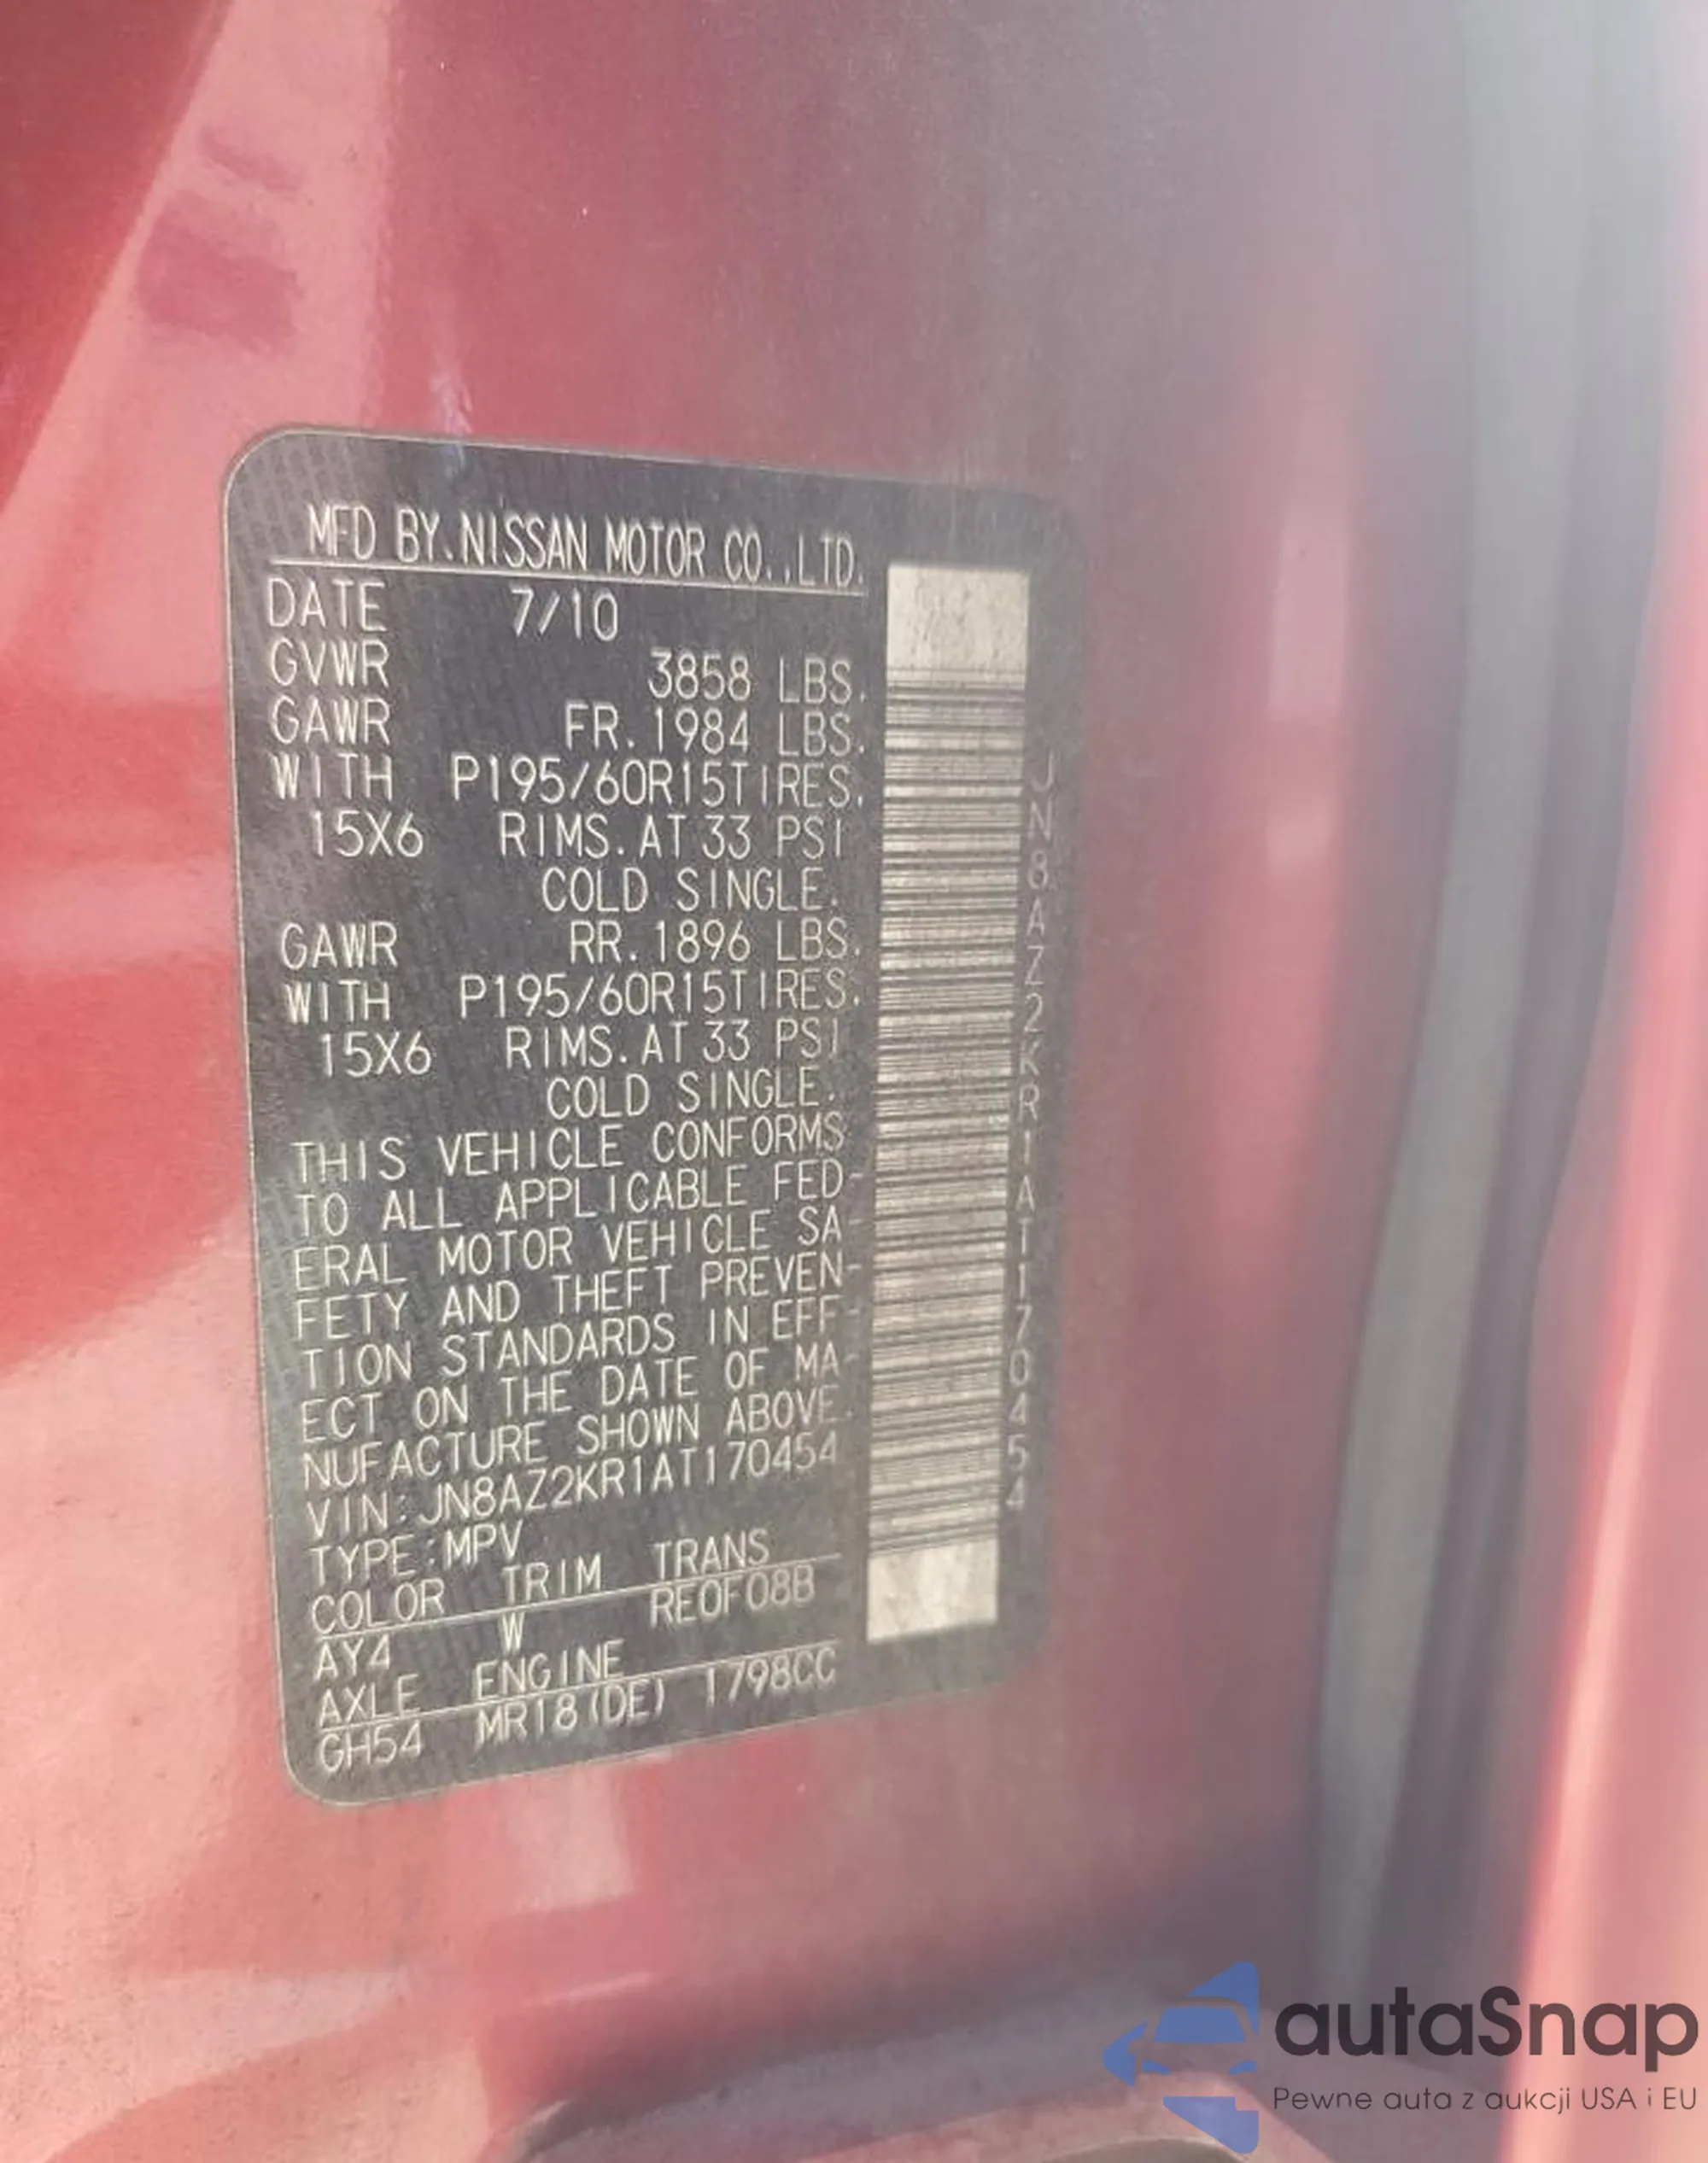 MFD BY.NISSAN MOTOR CO.,LTD.
DATE 7/10
GVWR 3858 LBS.
GAWR FR.1984 LBS.
WITH P195/60R15TIRES.
15X6 RIMS.AT 33 PSI
COLD SINGLE.
GAWR RR.1896 LBS.
WITH P195/60R15TIRES.
15X6 RIMS.AT 33 PSI
COLD SINGLE.
THIS VEHICLE CONFORMS
TO ALL APPLICABLE FED-
ERAL MOTOR VEHICLE SA-
FETY AND THEFT PREVEN-
TION STANDARDS IN EFF-
ECT ON THE DATE OF MA-
NUFACTURE SHOWN ABOVE.
VIN:JN8AZ2KR1AT170454
TYPE:MPV
COLOR TRIM TRANS
AY4 W RE0F08B
AXLE ENGINE
GH54 MR18(DE) 1798CC
JN8AZ2KR1AT170454
autaSnap
Pewne auta z aukcji USA i EU